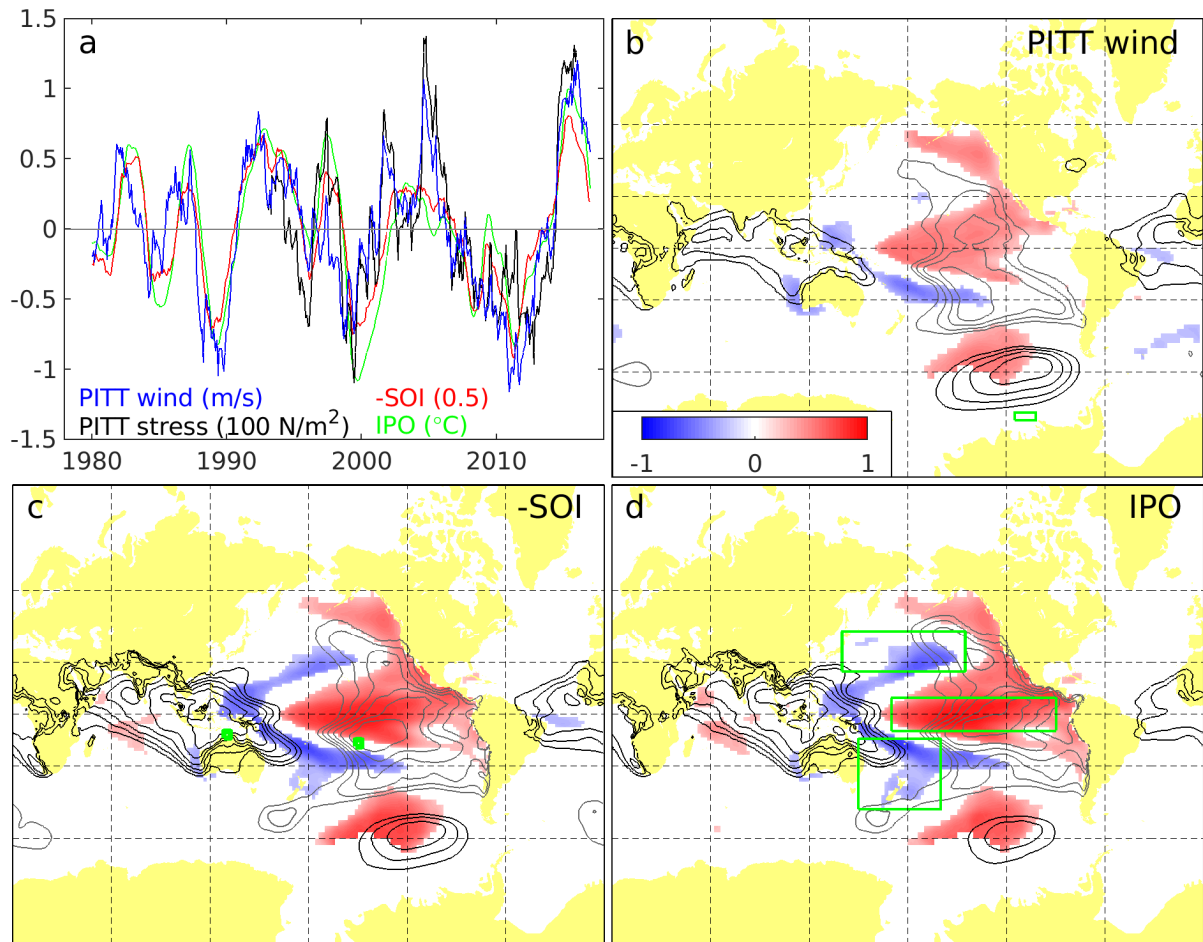 a
1.5
1
0.5
0
-0.5
-1
-1.5
PITT wind (m/s)
-SOI (0.5)
PITT stress (100 N/m²)
IPO (°C)
1980
1990
2000
2010
b
PITT wind
-1
0
1
c
-SOI
d
IPO